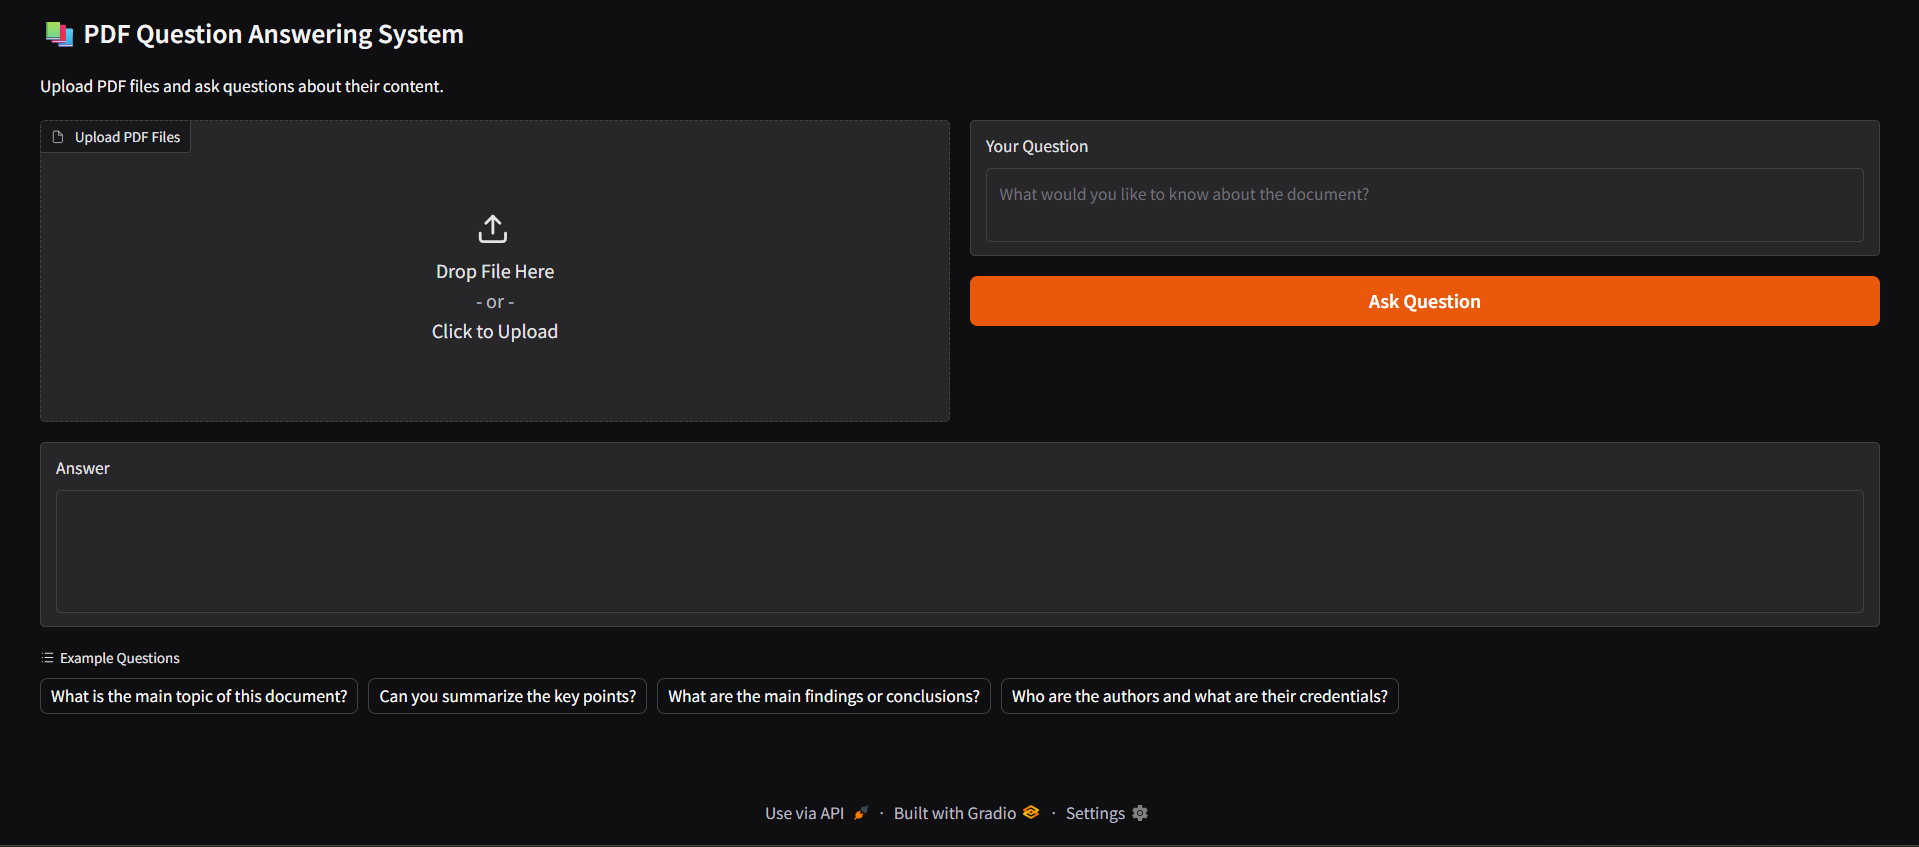 📚 PDF Question Answering System
Upload PDF files and ask questions about their content.
Upload PDF Files
Drop File Here
- or -
Click to Upload
Your Question
What would you like to know about the document?
Ask Question
Answer
Example Questions
What is the main topic of this document?
Can you summarize the key points?
What are the main findings or conclusions?
Who are the authors and what are their credentials?
Use via API · Built with Gradio · Settings